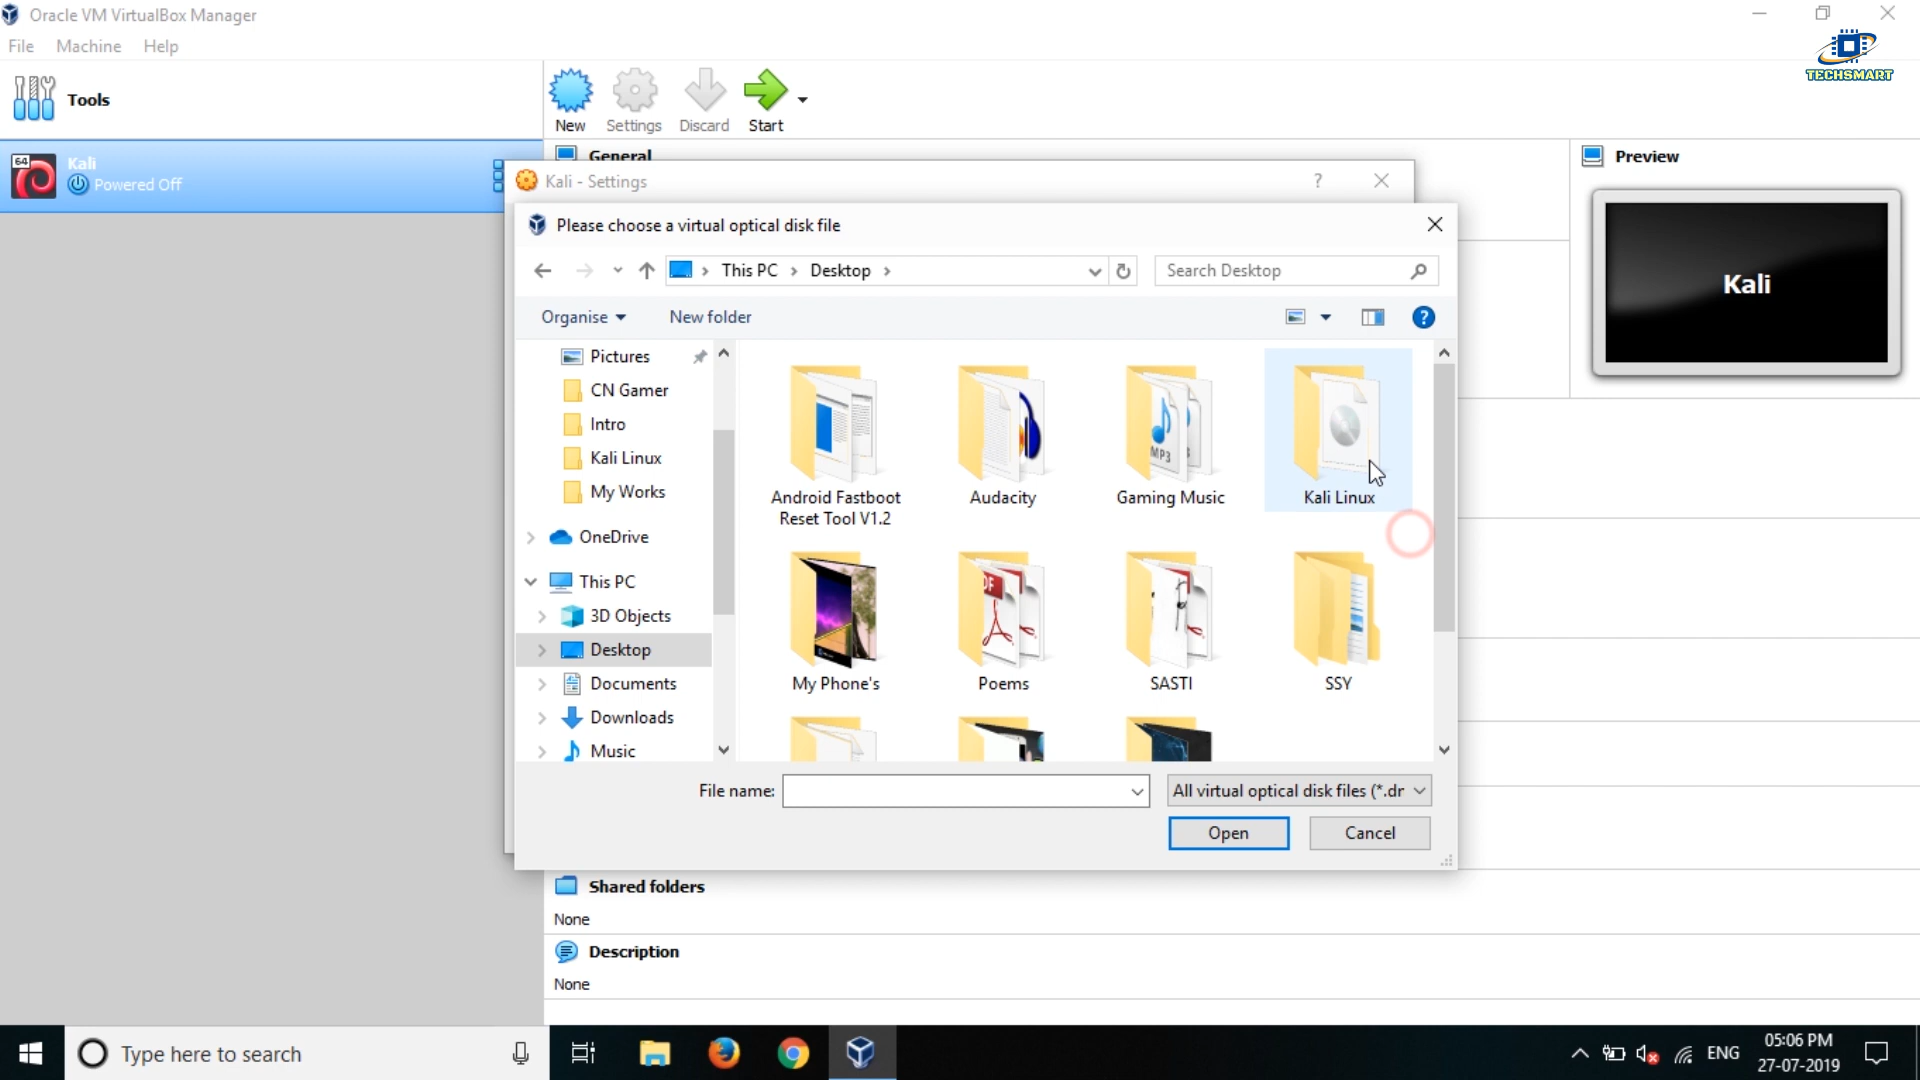 Oracle VM VirtualBox Manager
File Machine Help
TECHSMART
Tools
New Settings Discard Start
64
Kali
Powered Off
General
Preview
Kali
Kali - Settings
?
Please choose a virtual optical disk file
This PC Desktop
Search Desktop
Organise New folder
?
Pictures
CN Gamer
Intro
Kali Linux
My Works
OneDrive
This PC
3D Objects
Desktop
Documents
Downloads
Music
MP3
Android Fastboot
Reset Tool V1.2
Audacity
Gaming Music
Kali Linux
DF
My Phone's
Poems
SASTI
SSY
File name:
All virtual optical disk files (*.dr
Open
Cancel
Shared folders
None
Description
None
Type here to search
ENG
05:06 PM
27-07-2019